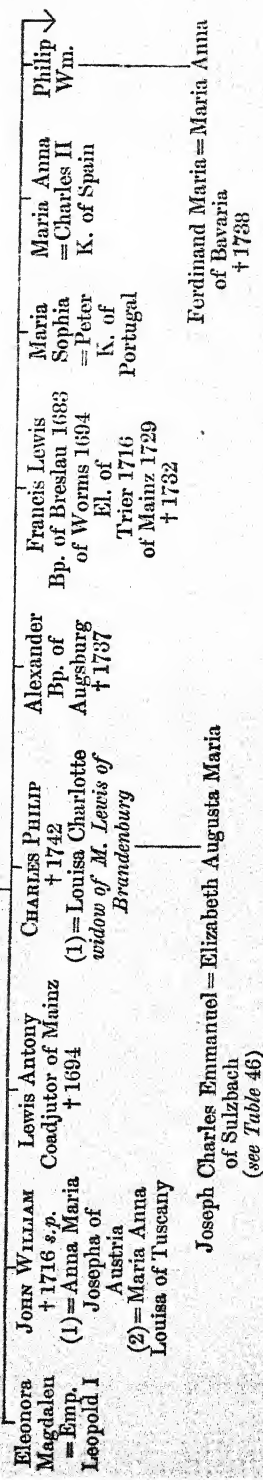 Eleonora
Magdalen
=Emp.
Leopold I
JOHN WILLIAM
†1716 s.p.
(1)=Anna Maria
Josepha of
Austria
(2)=Maria Anna
Louisa of Tuscany
Lewis Antony
Coadjutor of Mainz
†1694
CHARLES PHILIP
†1742
(1)=Louisa Charlotte
widow of M. Lewis of
Brandenburg
Alexander
Bp. of
Augsburg
†1737
Francis Lewis
Bp. of Breslau 1683
of Worms 1694
El. of
Trier 1716
of Mainz 1729
†1732
Maria
Sophia
=Peter
K. of
Portugal
Maria Anna
=Charles II
K. of Spain
Philip
Wm.
Joseph Charles Emmanuel=Elizabeth Augusta Maria
of Sulzbach
(see Table 46)
Ferdinand Maria=Maria Anna
of Bavaria
†1738